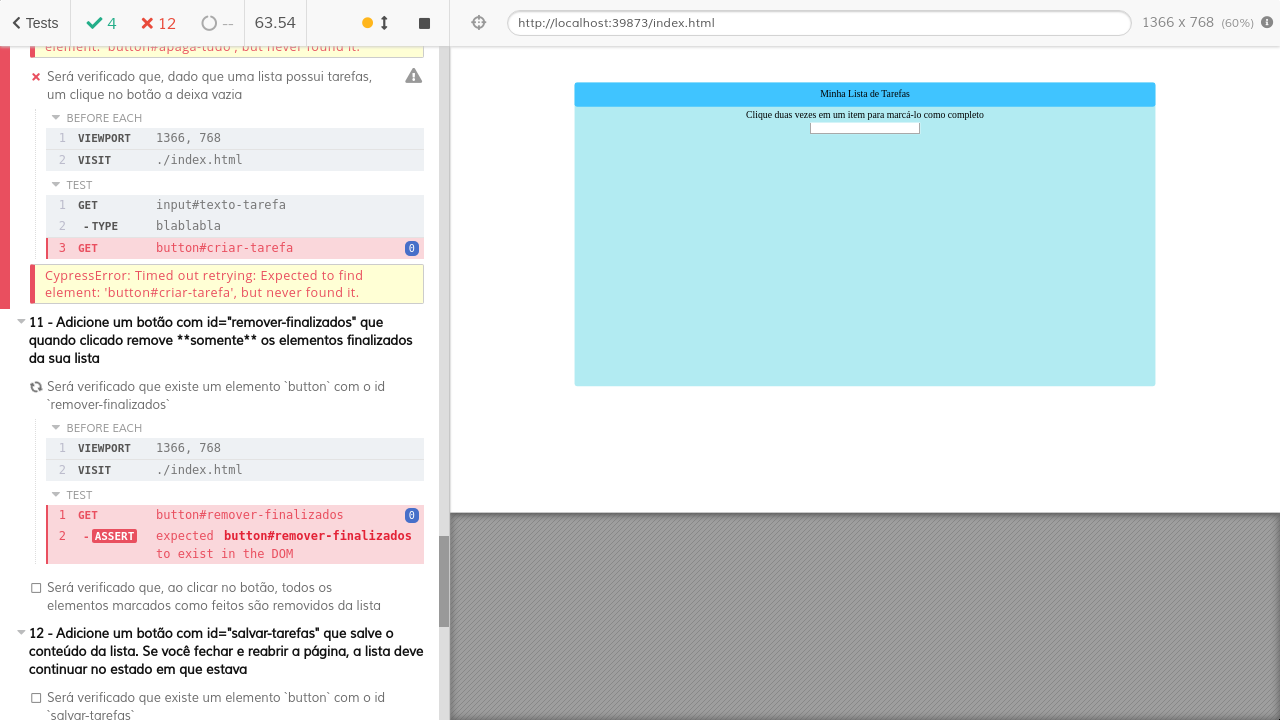 Tests
4
12
--
63.54
http://localhost:39873/index.html
1366 x 768 (60%)
element: 'button#apaga-tudo', but never found it.
Será verificado que, dado que uma lista possui tarefas,
um clique no botão a deixa vazia
BEFORE EACH
1 VIEWPORT 1366, 768
2 VISIT ./index.html
TEST
1 GET input#texto-tarefa
2 -TYPE blablabla
3 GET button#criar-tarefa 0
CypressError: Timed out retrying: Expected to find
element: 'button#criar-tarefa', but never found it.
11 - Adicione um botão com id="remover-finalizados" que
quando clicado remove **somente** os elementos finalizados
da sua lista
Será verificado que existe um elemento `button` com o id
`remover-finalizados`
BEFORE EACH
1 VIEWPORT 1366, 768
2 VISIT ./index.html
TEST
1 GET button#remover-finalizados 0
2 -ASSERT expected button#remover-finalizados
to exist in the DOM
Será verificado que, ao clicar no botão, todos os
elementos marcados como feitos são removidos da lista
12 - Adicione um botão com id="salvar-tarefas" que salve o
conteúdo da lista. Se você fechar e reabrir a página, a lista deve
continuar no estado em que estava
Será verificado que existe um elemento `button` com o id
`salvar-tarefas`
Minha Lista de Tarefas
Clique duas vezes em um item para marcá-lo como completo